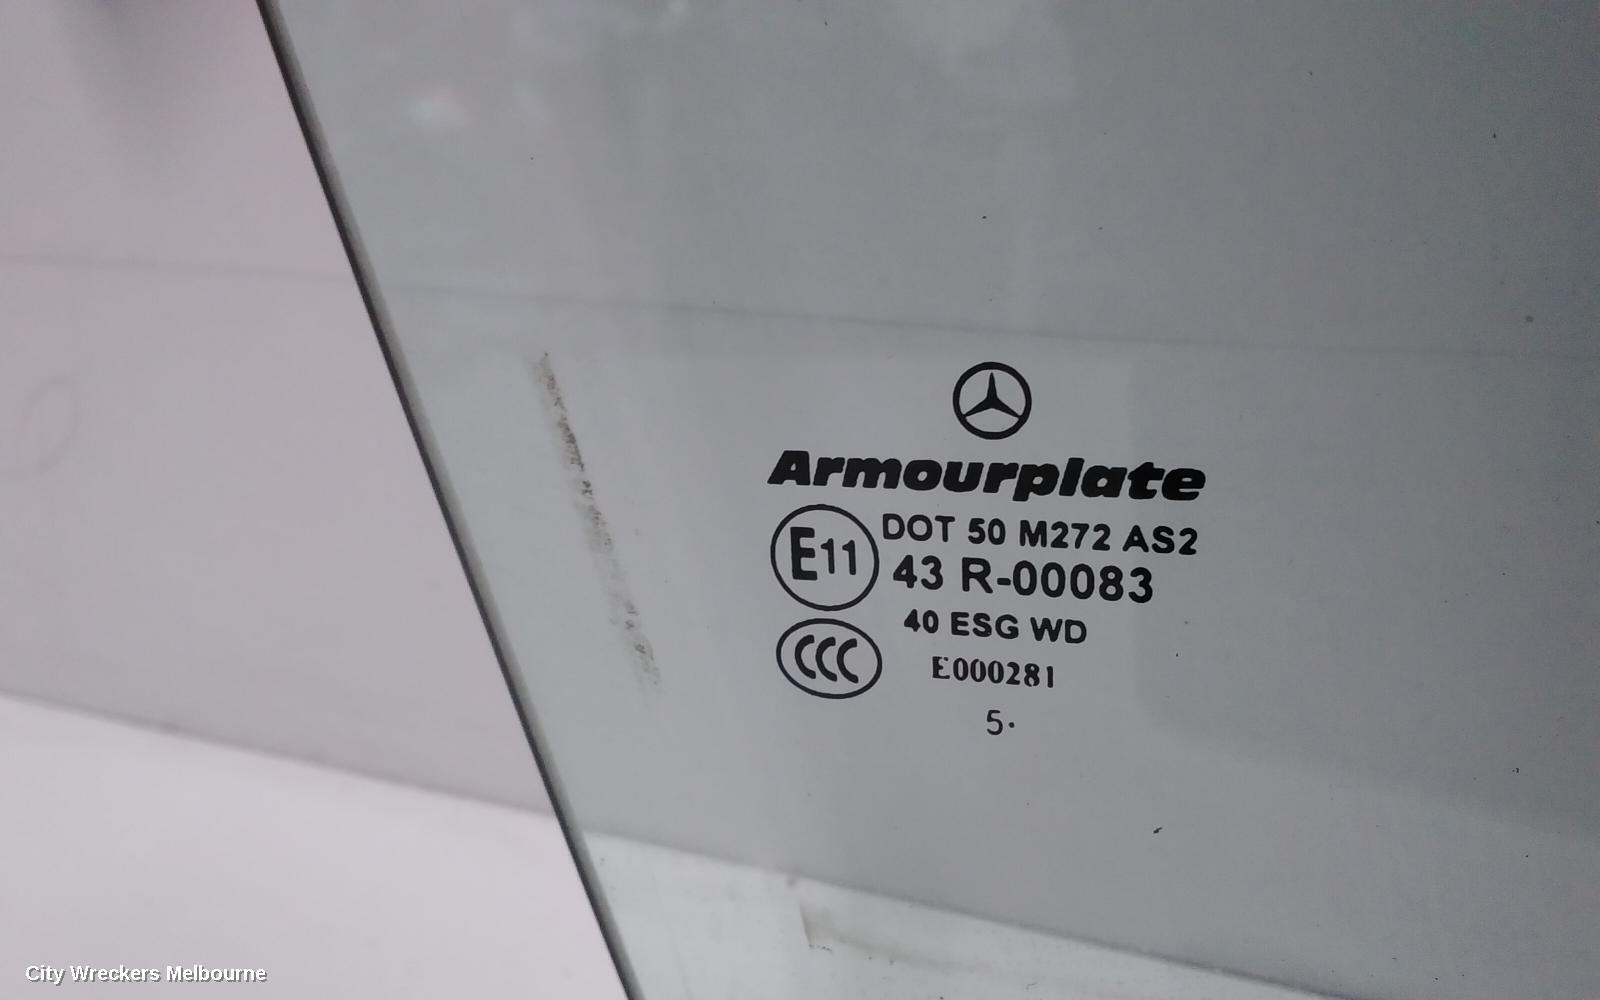 Armourplate
E11 DOT 50 M272 AS2
43 R-00083
40 ESG WD
CCC E000281
5.
City Wreckers Melbourne